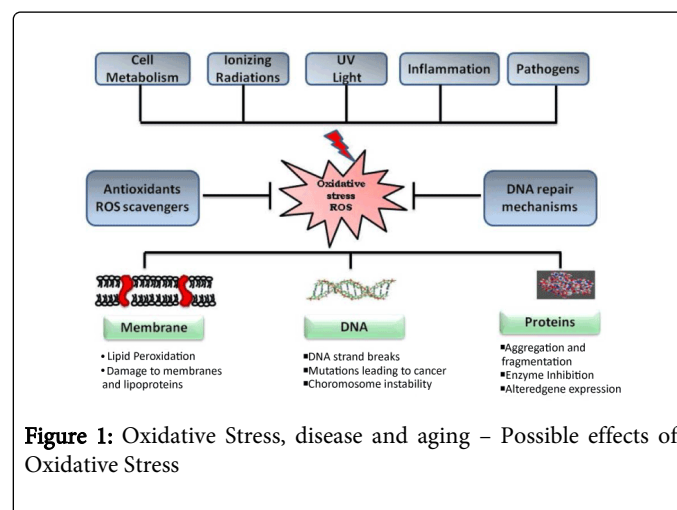 Cell
Metabolism
Ionizing
Radiations
UV
Light
Inflammation
Pathogens
Antioxidants
ROS scavengers
Oxidative
stress
ROS
DNA repair
mechanisms
Membrane
• Lipid Peroxidation
• Damage to membranes
and lipoproteins
DNA
▪DNA strand breaks
▪Mutations leading to cancer
▪Choromosome instability
Proteins
▪Aggregation and
fragmentation
▪Enzyme Inhibition
▪Alteredgene expression
Figure 1: Oxidative Stress, disease and aging – Possible effects of
Oxidative Stress